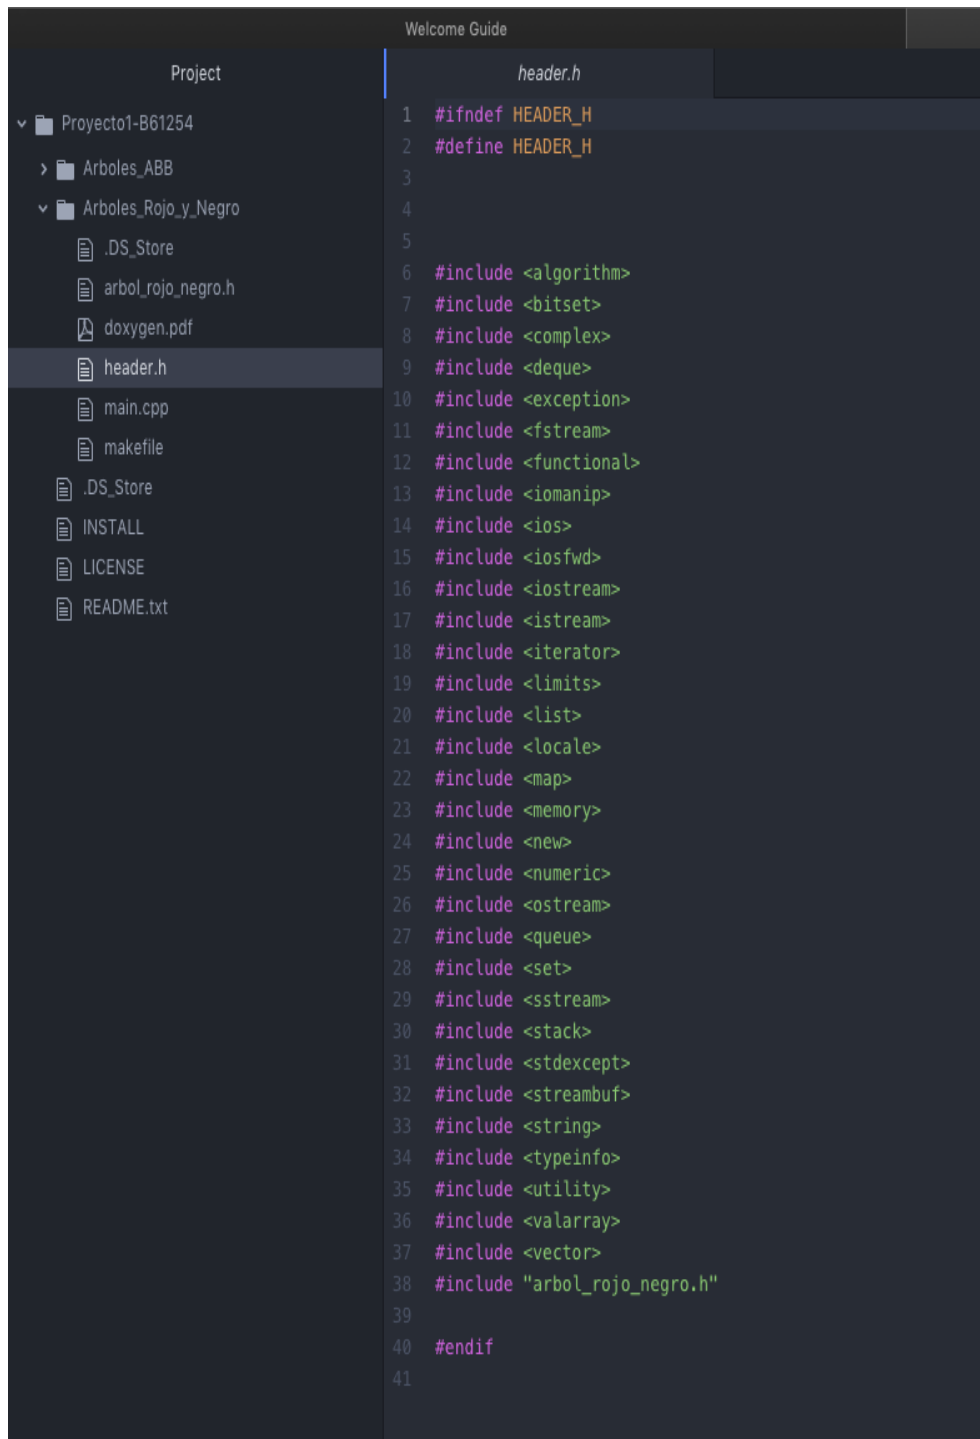 Welcome Guide
Project
Proyecto1-B61254
Arboles_ABB
Arboles_Rojo_y_Negro
.DS_Store
arbol_rojo_negro.h
doxygen.pdf
header.h
main.cpp
makefile
.DS_Store
INSTALL
LICENSE
README.txt
header.h
1 #ifndef HEADER_H
2 #define HEADER_H
3
4
5
6 #include <algorithm>
7 #include <bitset>
8 #include <complex>
9 #include <deque>
10 #include <exception>
11 #include <fstream>
12 #include <functional>
13 #include <iomanip>
14 #include <ios>
15 #include <iosfwd>
16 #include <iostream>
17 #include <istream>
18 #include <iterator>
19 #include <limits>
20 #include <list>
21 #include <locale>
22 #include <map>
23 #include <memory>
24 #include <new>
25 #include <numeric>
26 #include <ostream>
27 #include <queue>
28 #include <set>
29 #include <sstream>
30 #include <stack>
31 #include <stdexcept>
32 #include <streambuf>
33 #include <string>
34 #include <typeinfo>
35 #include <utility>
36 #include <valarray>
37 #include <vector>
38 #include "arbol_rojo_negro.h"
39
40 #endif
41